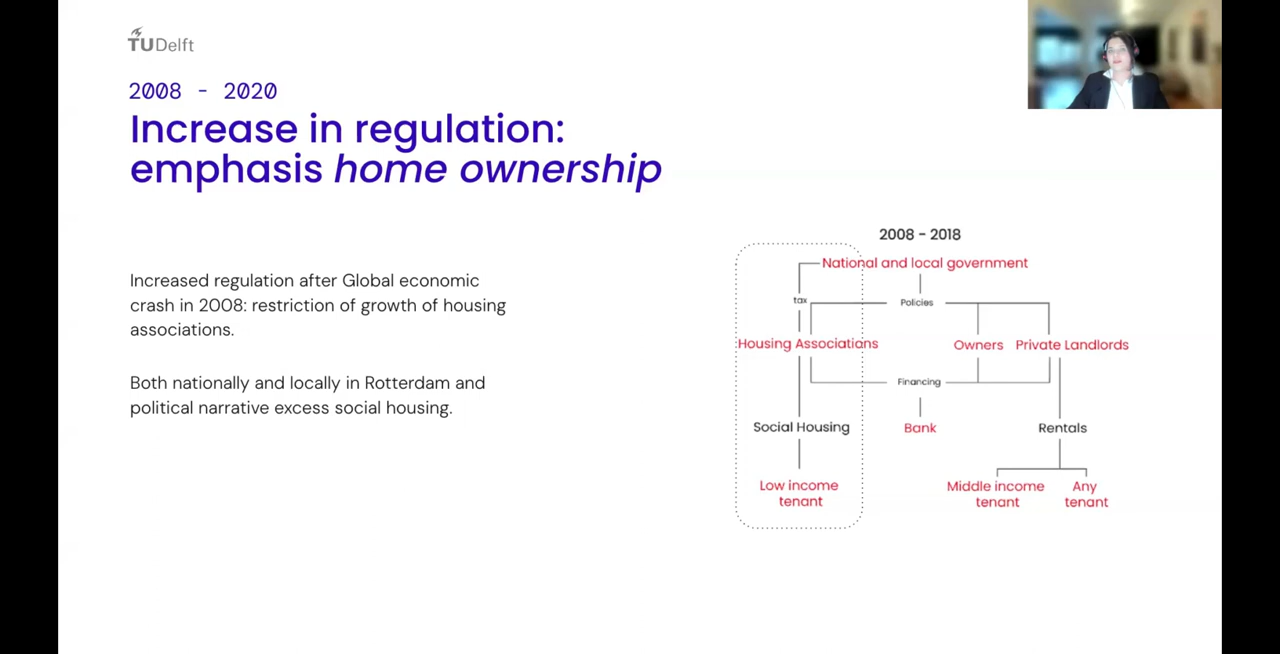 TUDelft
2008 - 2020
Increase in regulation:
emphasis home ownership
Increased regulation after Global economic
crash in 2008: restriction of growth of housing
associations.
Both nationally and locally in Rotterdam and
political narrative excess social housing.
2008 - 2018
National and local government
tax
Policies
Housing Associations
Owners
Private Landlords
Financing
Social Housing
Bank
Rentals
Low income
tenant
Middle income
tenant
Any
tenant